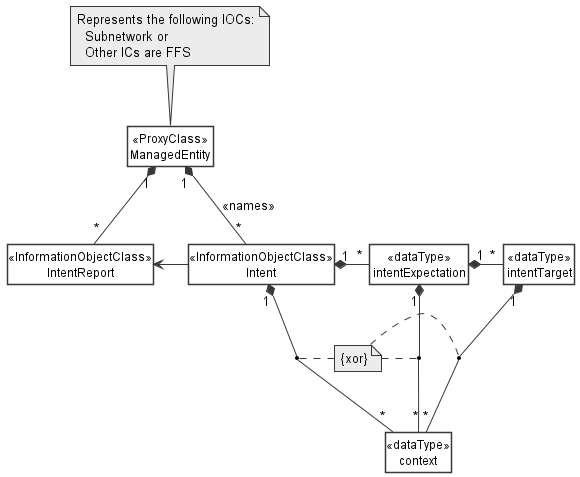 Represents the following IOCs:
Subnetwork or
Other ICs are FFS
«ProxyClass»
ManagedEntity
1
1
«names»
*
*
«InformationObjectClass»
IntentReport
«InformationObjectClass»
Intent
1
*
«dataType»
intentExpectation
1
*
«dataType»
intentTarget
1
1
1
{xor}
*
*
*
«dataType»
context